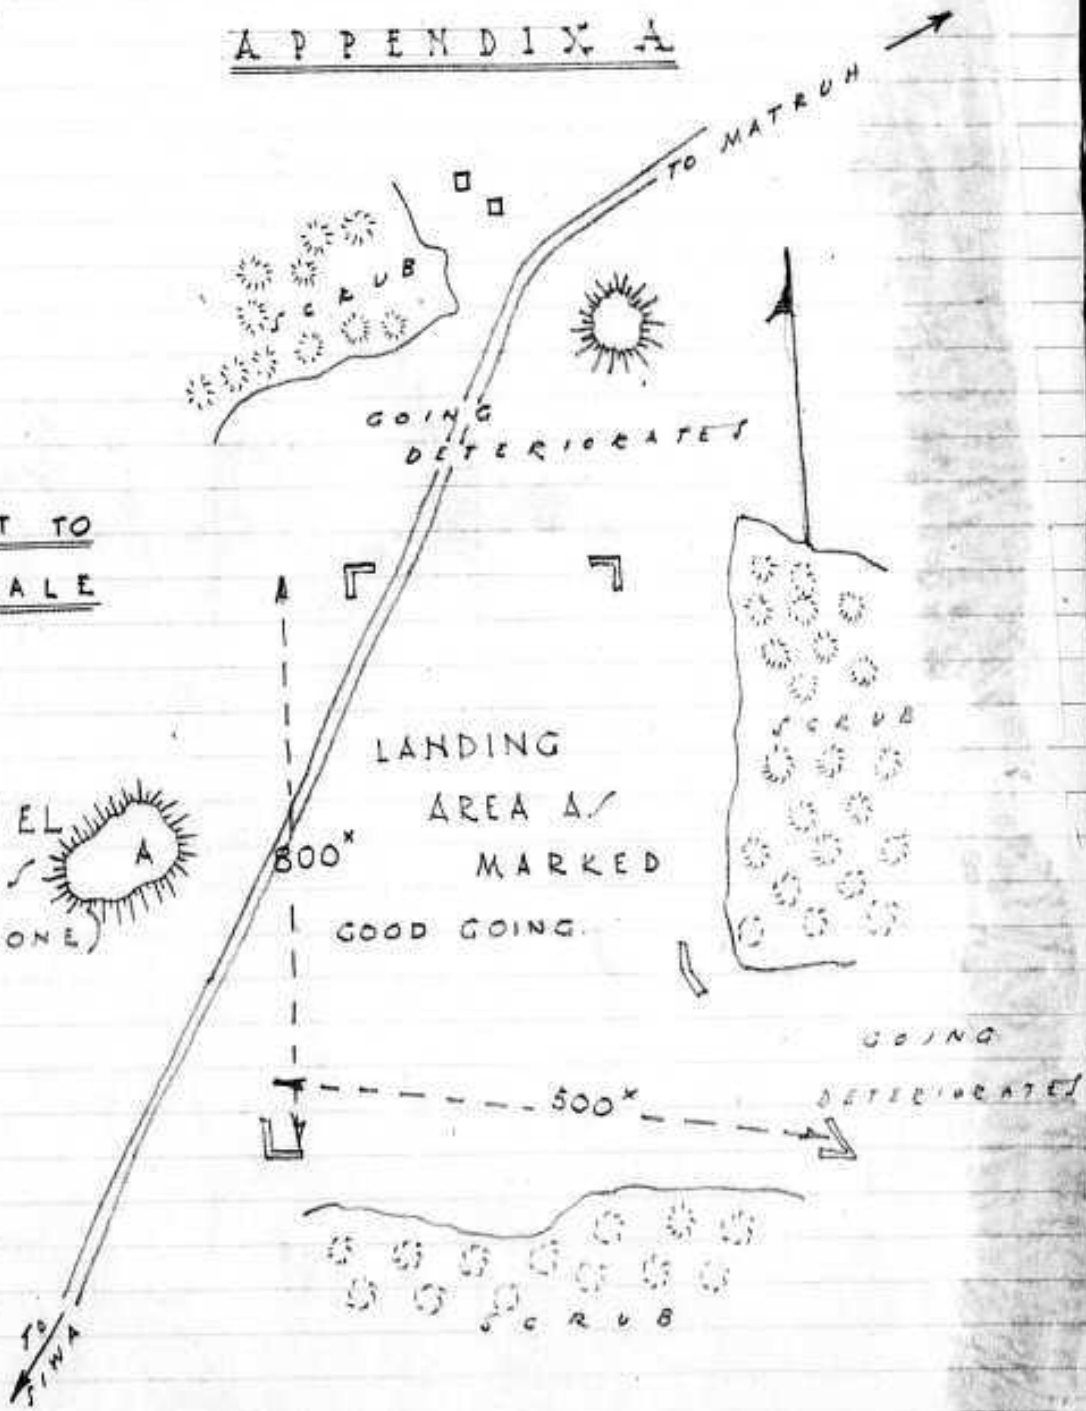 APPENDIX A
TO MATRUH
SCRUB
GOING
DETERIORATES
T TO
ALE
LANDING
AREA AS
MARKED
GOOD GOING.
800ˣ
EL
A
ONE)
SCRUB
GOING
DETERIORATES
500ˣ
SCRUB
TO
SIWA